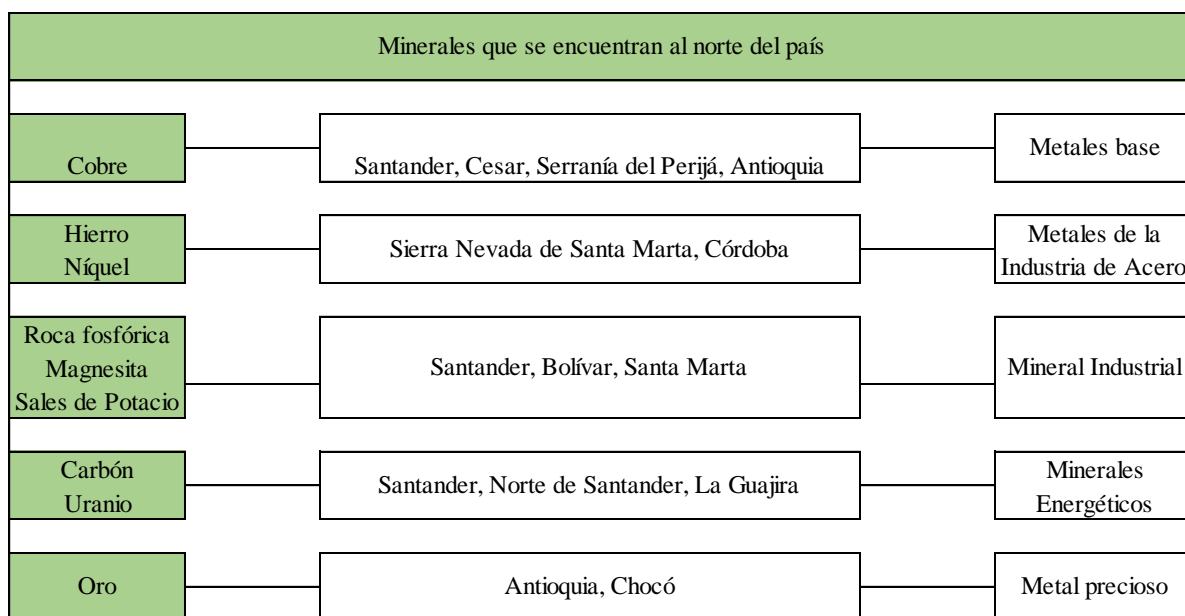 Minerales que se encuentran al norte del país
Cobre
Santander, Cesar, Serranía del Perijá, Antioquia
Metales base
Hierro
Níquel
Sierra Nevada de Santa Marta, Córdoba
Metales de la
Industria de Acero
Roca fosfórica
Magnesita
Sales de Potacio
Santander, Bolívar, Santa Marta
Mineral Industrial
Carbón
Uranio
Santander, Norte de Santander, La Guajira
Minerales
Energéticos
Oro
Antioquia, Chocó
Metal precioso